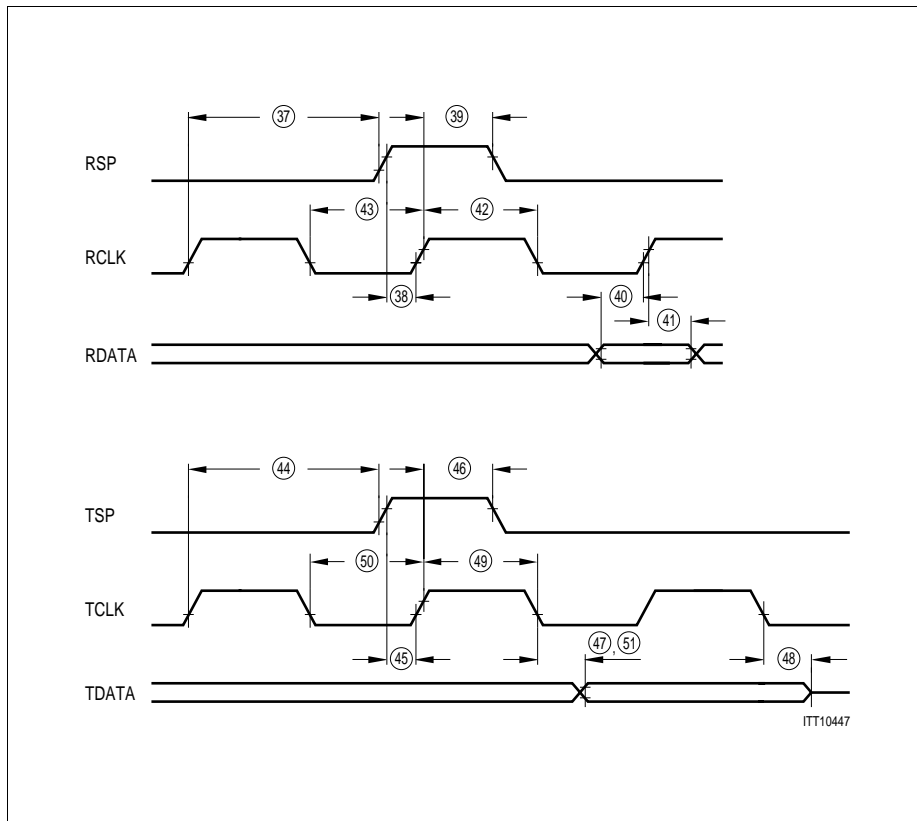 37 39
RSP
43 42
RCLK
38 40
41
RDATA
44 46
TSP
50 49
TCLK
45 47, 51 48
TDATA
ITT10447